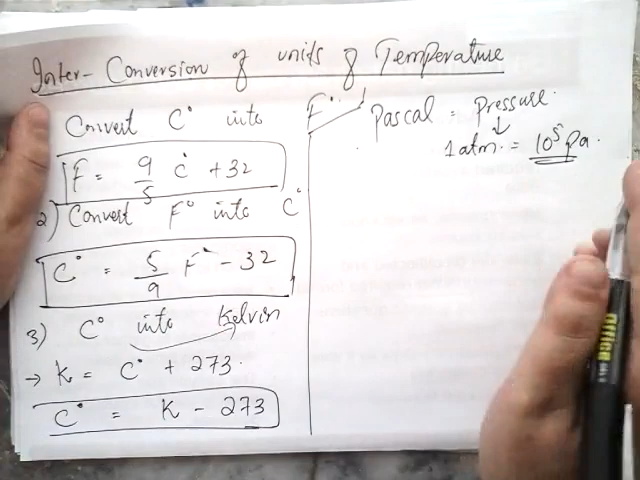 Inter-Conversion of units of Temperature
Convert C° into F°
F = 9/5 C° + 32
2) Convert F° into C°
C° = 5/9 F° - 32
3) C° into Kelvin
→ K = C° + 273.
C° = K - 273
Pascal = Pressure.
1 atm. = 10⁵ Pa.
Office